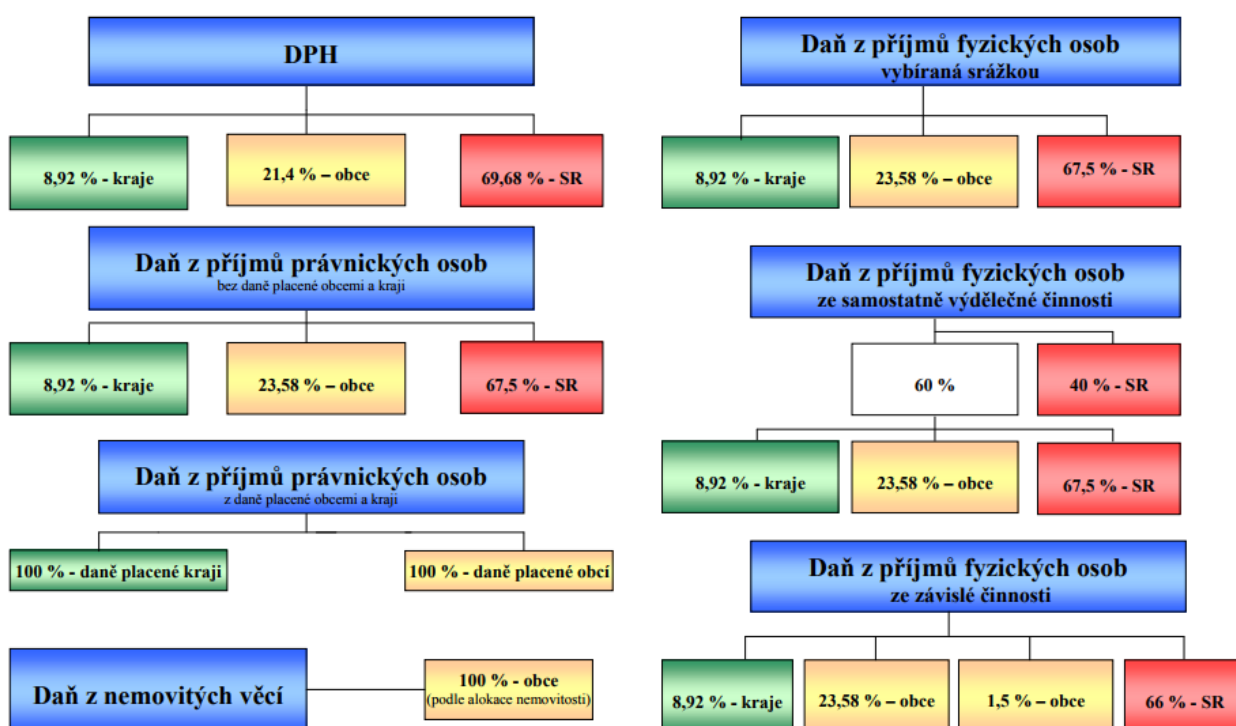 DPH
8,92 % - kraje
21,4 % – obce
69,68 % - SR
Daň z příjmů právnických osob
bez daně placené obcemi a kraji
8,92 % - kraje
23,58 % – obce
67,5 % - SR
Daň z příjmů právnických osob
z daně placené obcemi a kraji
100 % - daně placené kraji
100 % - daně placené obcí
Daň z nemovitých věcí
100 % - obce
(podle alokace nemovitosti)
Daň z příjmů fyzických osob
vybíraná srážkou
8,92 % - kraje
23,58 % – obce
67,5 % - SR
Daň z příjmů fyzických osob
ze samostatně výdělečné činnosti
60 %
40 % - SR
8,92 % - kraje
23,58 % – obce
67,5 % - SR
Daň z příjmů fyzických osob
ze závislé činnosti
8,92 % - kraje
23,58 % – obce
1,5 % – obce
66 % - SR